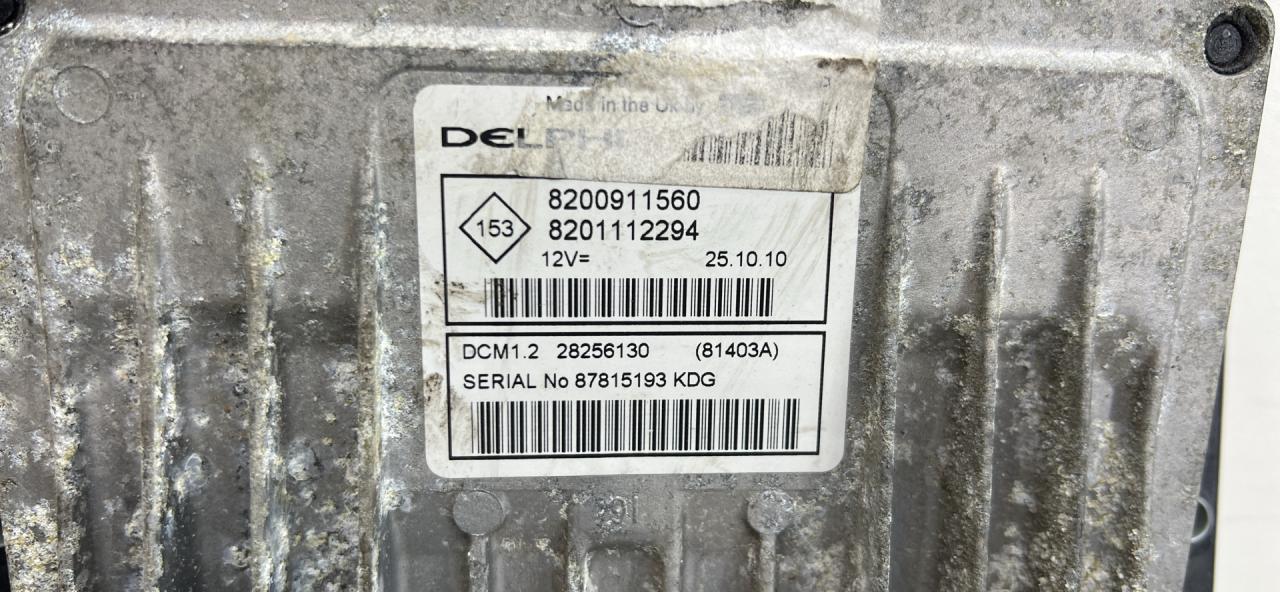 Made in the UK by
DELPHI
153
8200911560
8201112294
12V= 25.10.10
DCM1.2 28256130 (81403A)
SERIAL No 87815193 KDG